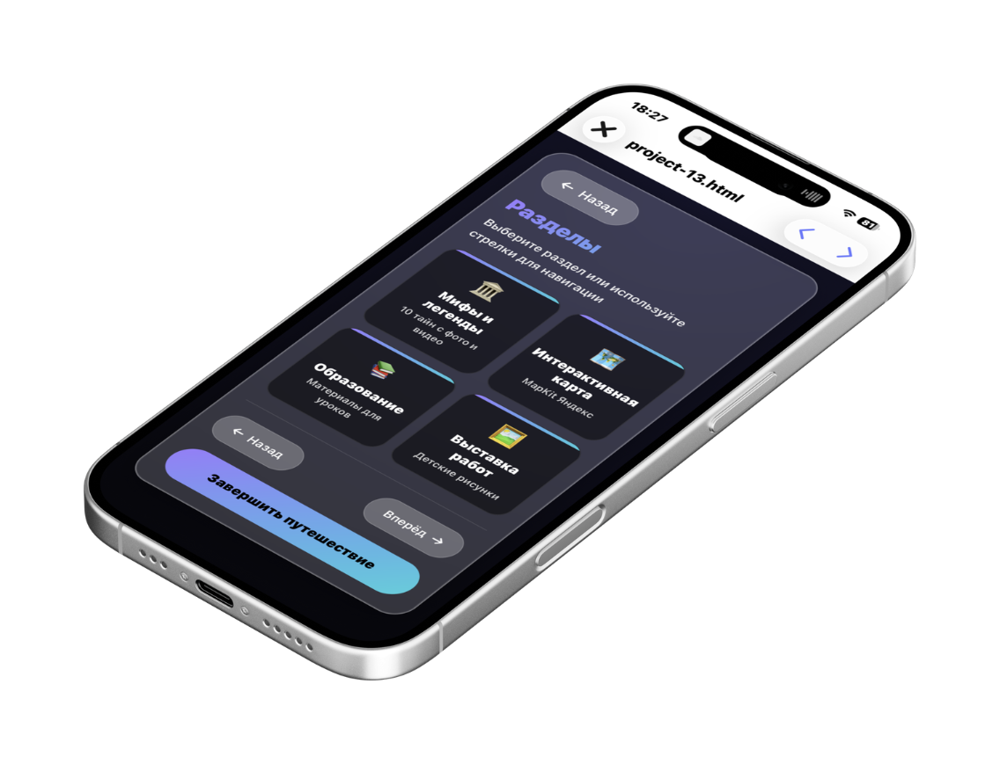 18:27
81
project-13.html
← Назад
Разделы
Выберите раздел или используйте
стрелки для навигации
Мифы и
легенды
10 тайн с фото и
видео
Интерактивная
карта
MapKit Яндекс
Образование
Материалы для
уроков
Выставка
работ
Детские рисунки
← Назад
Вперёд →
Завершить путешествие